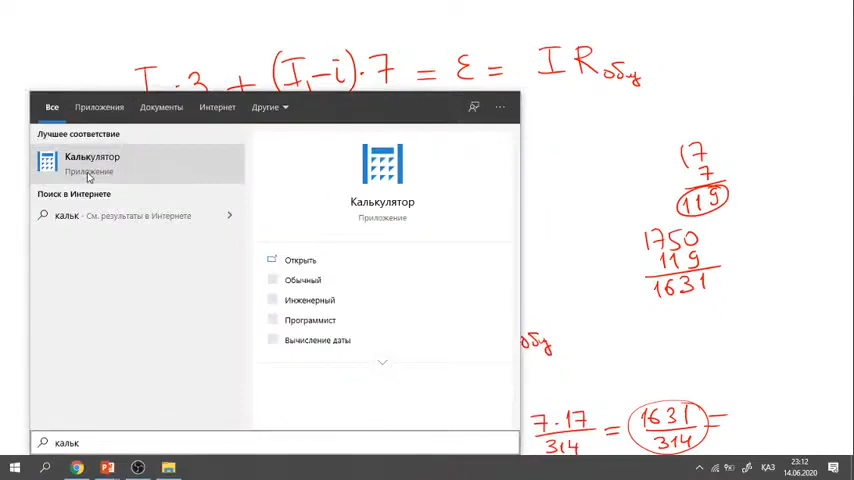 I · 3 + (I₁ - i) · 7 = ε = I Rобщ
Все Приложения Документы Интернет Другие
Лучшее соответствие
Калькулятор
Приложение
Поиск в Интернете
кальк - См. результаты в Интернете
Калькулятор
Приложение
Открыть
Обычный
Инженерный
Программист
Вычисление даты
17
7
119
1750
119
1631
общ
7·17/314 = 1631/314 =
кальк
23:12
ҚАЗ
14.06.2020